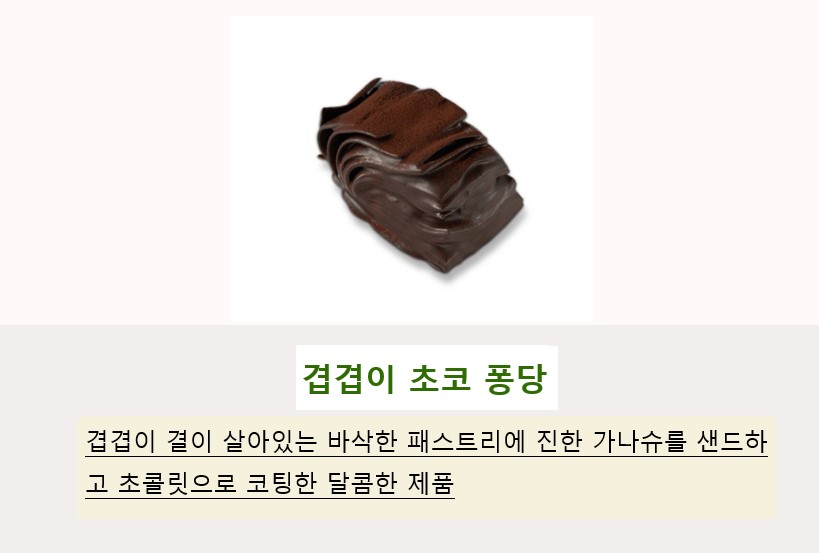 겹겹이 초코 퐁당
겹겹이 결이 살아있는 바삭한 패스트리에 진한 가나슈를 샌드하
고 초콜릿으로 코팅한 달콤한 제품